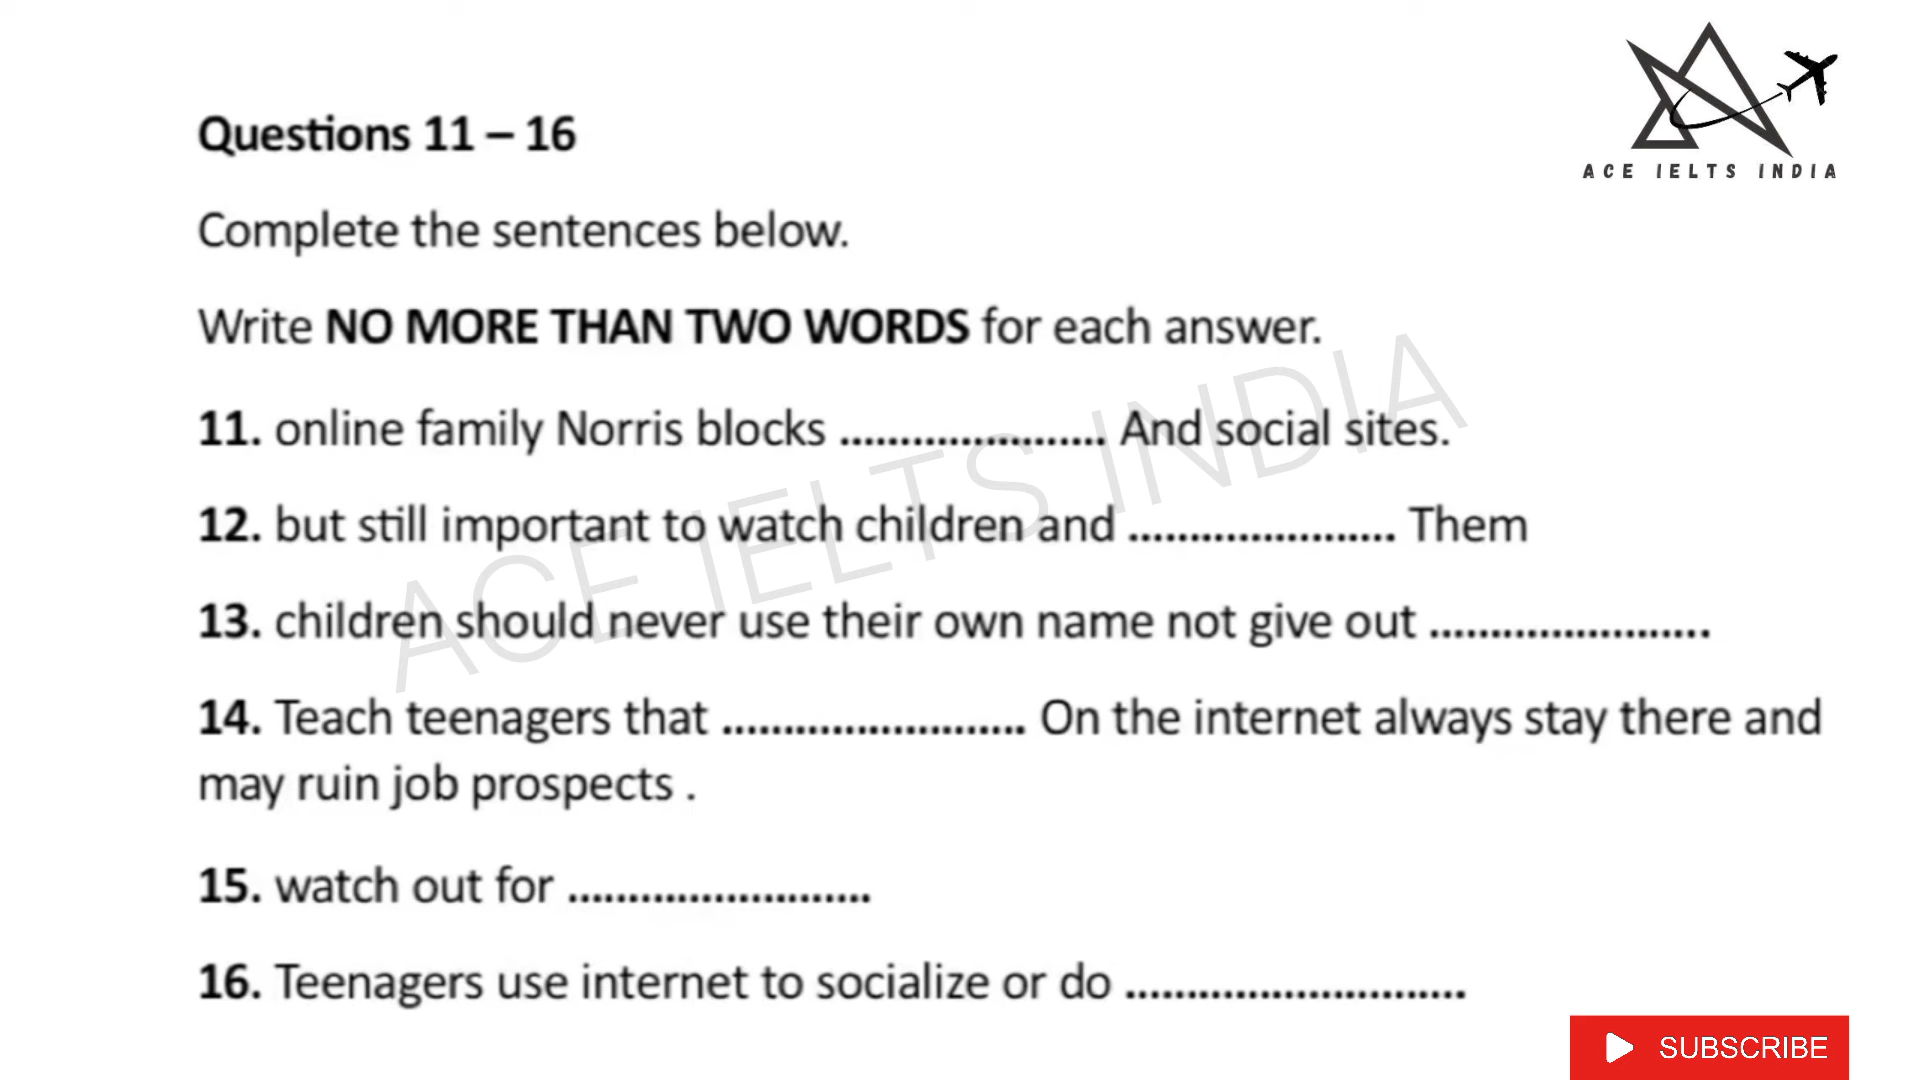 ACE IELTS INDIA
Questions 11 – 16
Complete the sentences below.
Write NO MORE THAN TWO WORDS for each answer.
11. online family Norris blocks ...................... And social sites.
12. but still important to watch children and ...................... Them
13. children should never use their own name not give out .......................
14. Teach teenagers that ......................... On the internet always stay there and
may ruin job prospects .
15. watch out for .........................
16. Teenagers use internet to socialize or do ............................
ACE IELTS INDIA
SUBSCRIBE